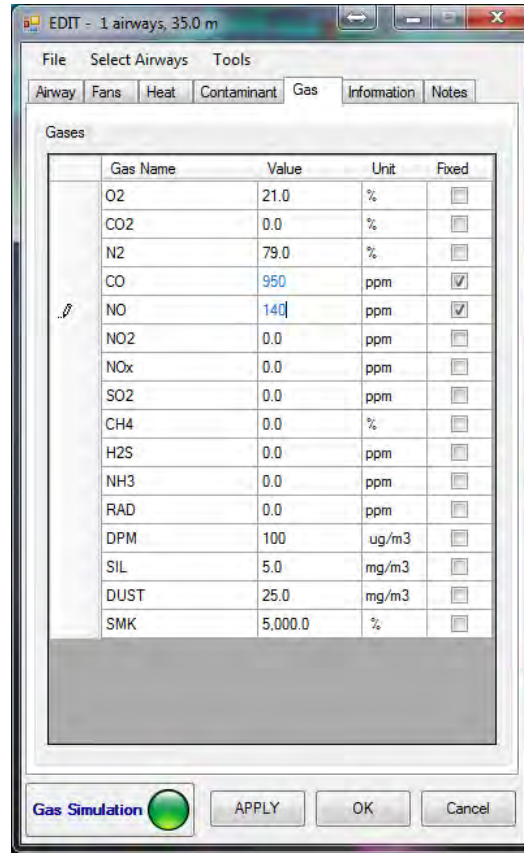 EDIT - 1 airways, 35.0 m
File Select Airways Tools
Airway Fans Heat Contaminant Gas Information Notes
Gases
Gas Name Value Unit Fixed
O2 21.0 %
CO2 0.0 %
N2 79.0 %
CO 950 ppm
NO 140 ppm
NO2 0.0 ppm
NOx 0.0 ppm
SO2 0.0 ppm
CH4 0.0 %
H2S 0.0 ppm
NH3 0.0 ppm
RAD 0.0 ppm
DPM 100 ug/m3
SIL 5.0 mg/m3
DUST 25.0 mg/m3
SMK 5,000.0 %
Gas Simulation APPLY OK Cancel